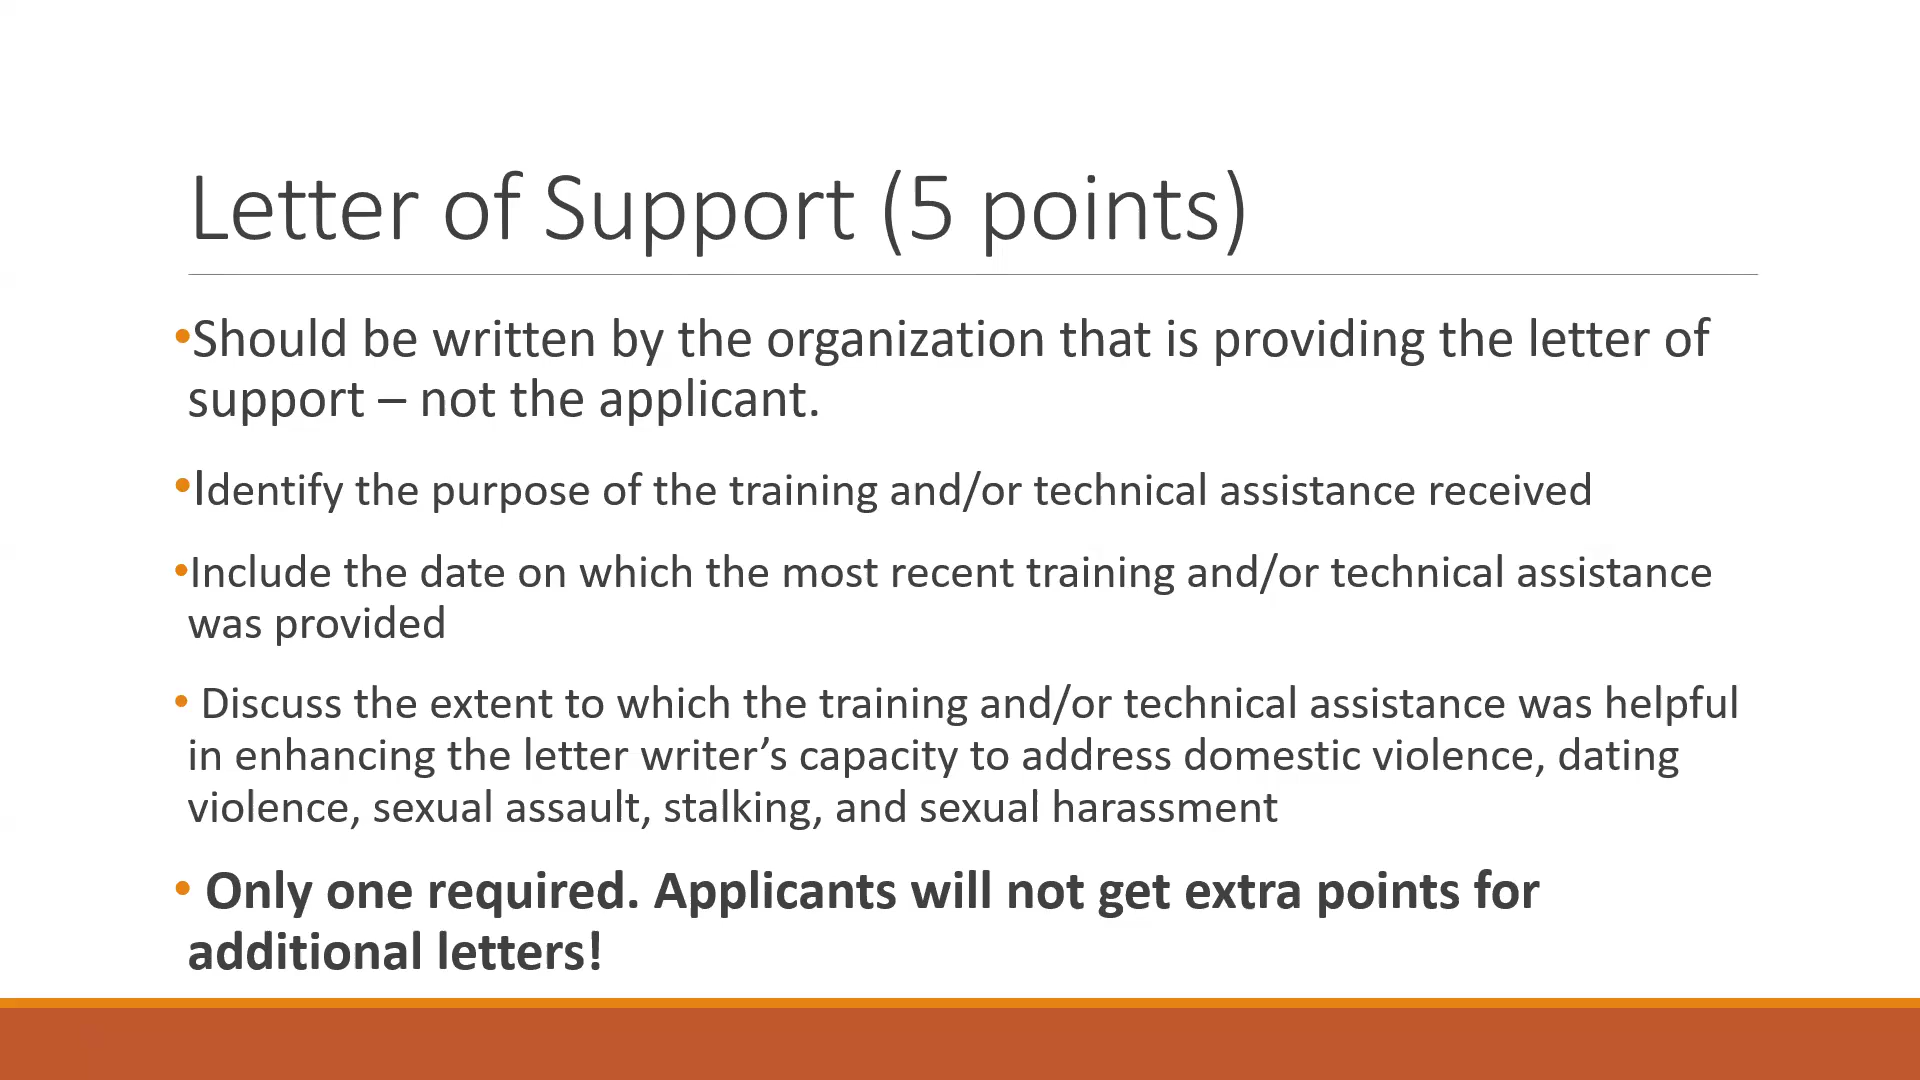 Letter of Support (5 points)
•Should be written by the organization that is providing the letter of
support – not the applicant.
•Identify the purpose of the training and/or technical assistance received
•Include the date on which the most recent training and/or technical assistance
was provided
• Discuss the extent to which the training and/or technical assistance was helpful
in enhancing the letter writer’s capacity to address domestic violence, dating
violence, sexual assault, stalking, and sexual harassment
• Only one required. Applicants will not get extra points for
additional letters!